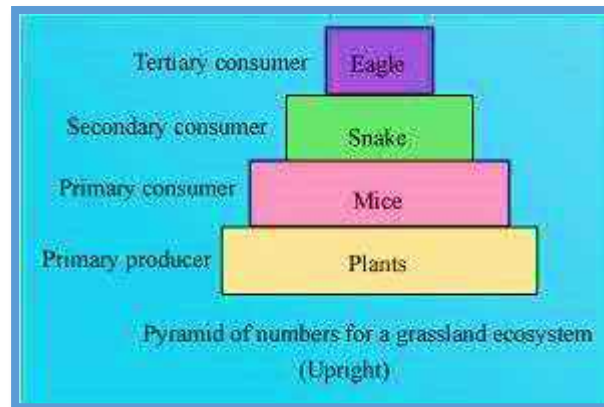 Tertiary consumer Eagle
Secondary consumer Snake
Primary consumer Mice
Primary producer Plants
Pyramid of numbers for a grassland ecosystem
(Upright)